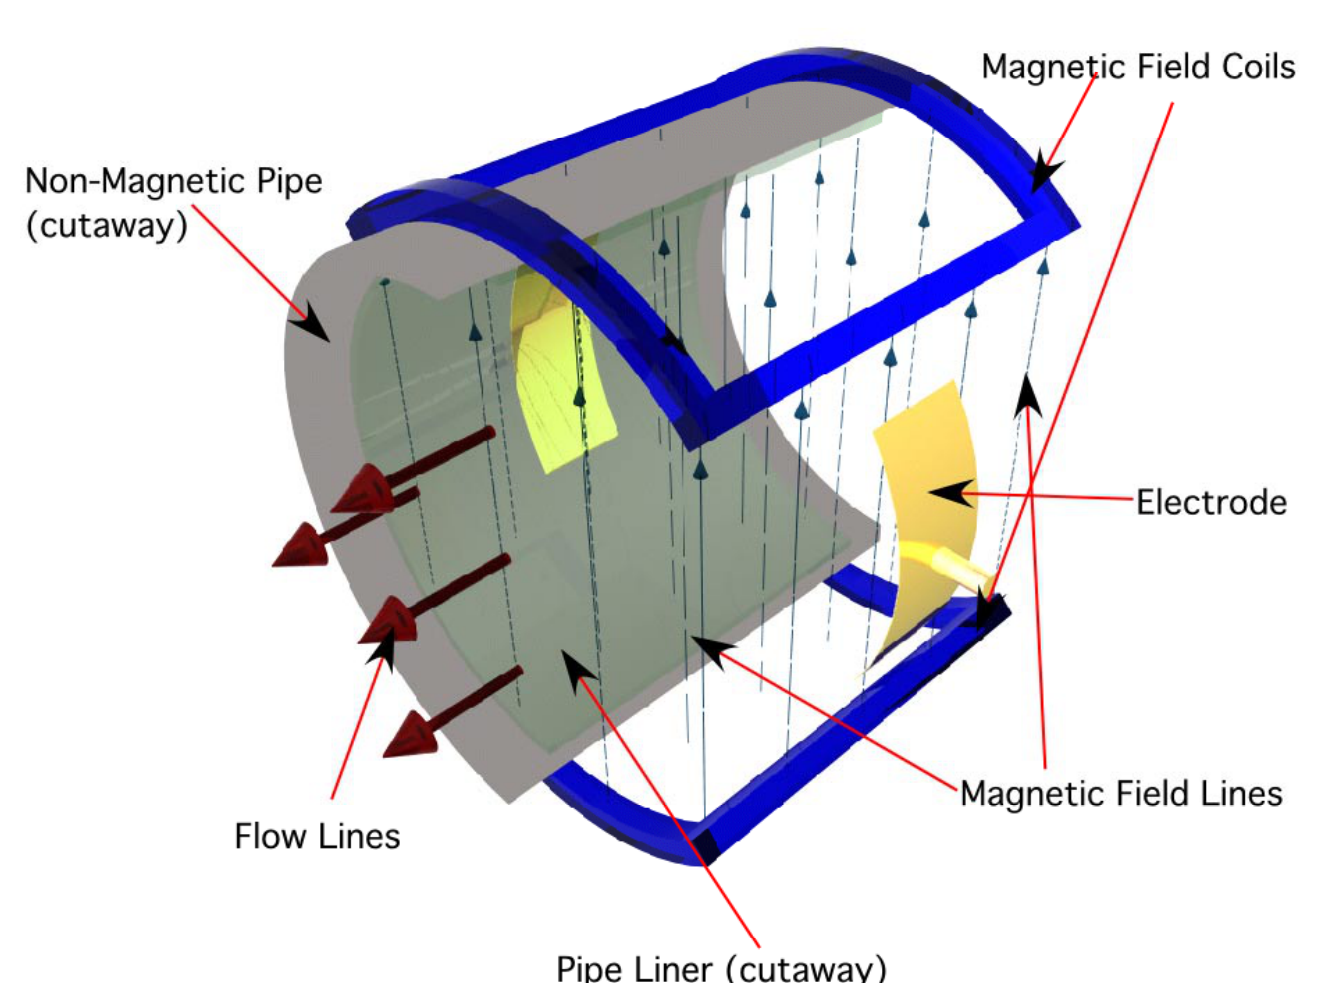 Magnetic Field Coils
Non-Magnetic Pipe
(cutaway)
Electrode
Magnetic Field Lines
Flow Lines
Pipe Liner (cutaway)